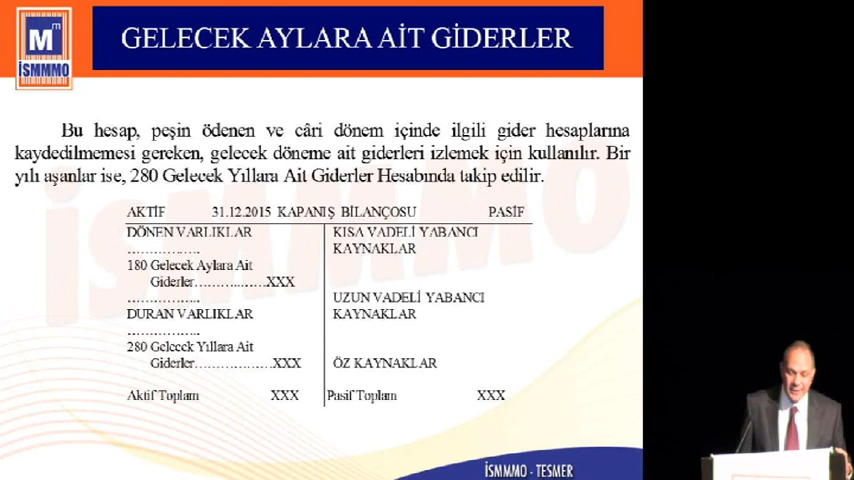 M m
İSMMMO
GELECEK AYLARA AİT GİDERLER
Bu hesap, peşin ödenen ve câri dönem içinde ilgili gider hesaplarına
kaydedilmemesi gereken, gelecek döneme ait giderleri izlemek için kullanılır. Bir
yılı aşanlar ise, 280 Gelecek Yıllara Ait Giderler Hesabında takip edilir.
AKTİF 31.12.2015 KAPANIŞ BİLANÇOSU PASİF
DÖNEN VARLIKLAR
……………..
180 Gelecek Aylara Ait
Giderler………...……XXX
……………..
DURAN VARLIKLAR
……………..
280 Gelecek Yıllara Ait
Giderler………………XXX
Aktif Toplam XXX
KISA VADELİ YABANCI
KAYNAKLAR
UZUN VADELİ YABANCI
KAYNAKLAR
ÖZ KAYNAKLAR
Pasif Toplam XXX
İSMMMO
İSMMMO - TESMER